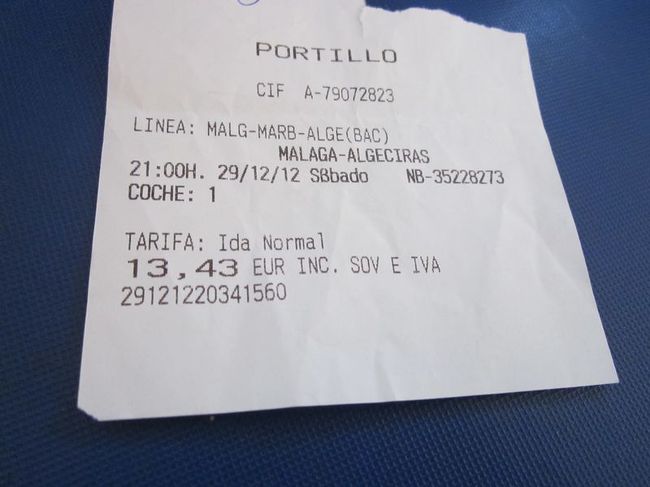 PORTILLO
CIF A-79072823
LINEA: MALG-MARB-ALGE(BAC)
MALAGA-ALGECIRAS
21:00H. 29/12/12 Sßbado NB-35228273
COCHE: 1
TARIFA: Ida Normal
13,43 EUR INC. SOV E IVA
29121220341560